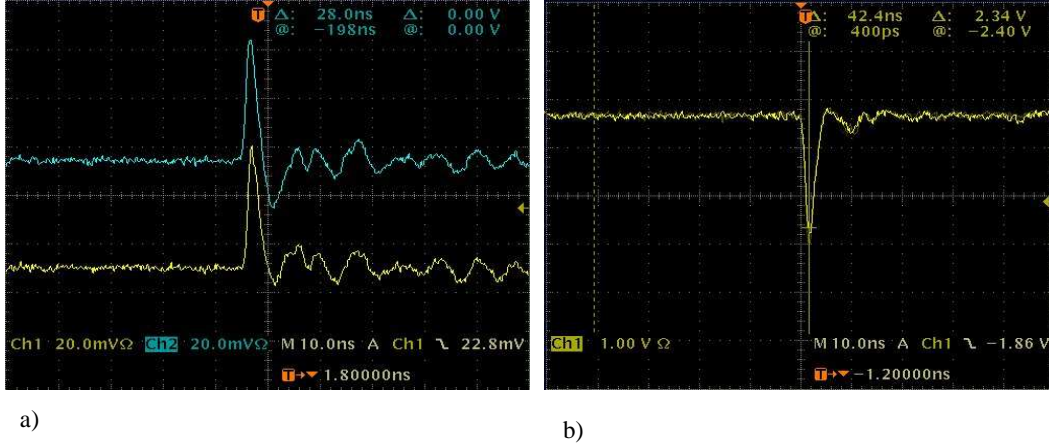 T Δ: 28.0ns Δ: 0.00 V
@: −198ns @: 0.00 V
Ch1 20.0mVΩ Ch2 20.0mVΩ M 10.0ns A Ch1 22.8mV
T 1.80000ns
a)
T Δ: 42.4ns Δ: 2.34 V
@: 400ps @: −2.40 V
Ch1 1.00 V Ω M 10.0ns A Ch1 −1.86 V
T −1.20000ns
b)